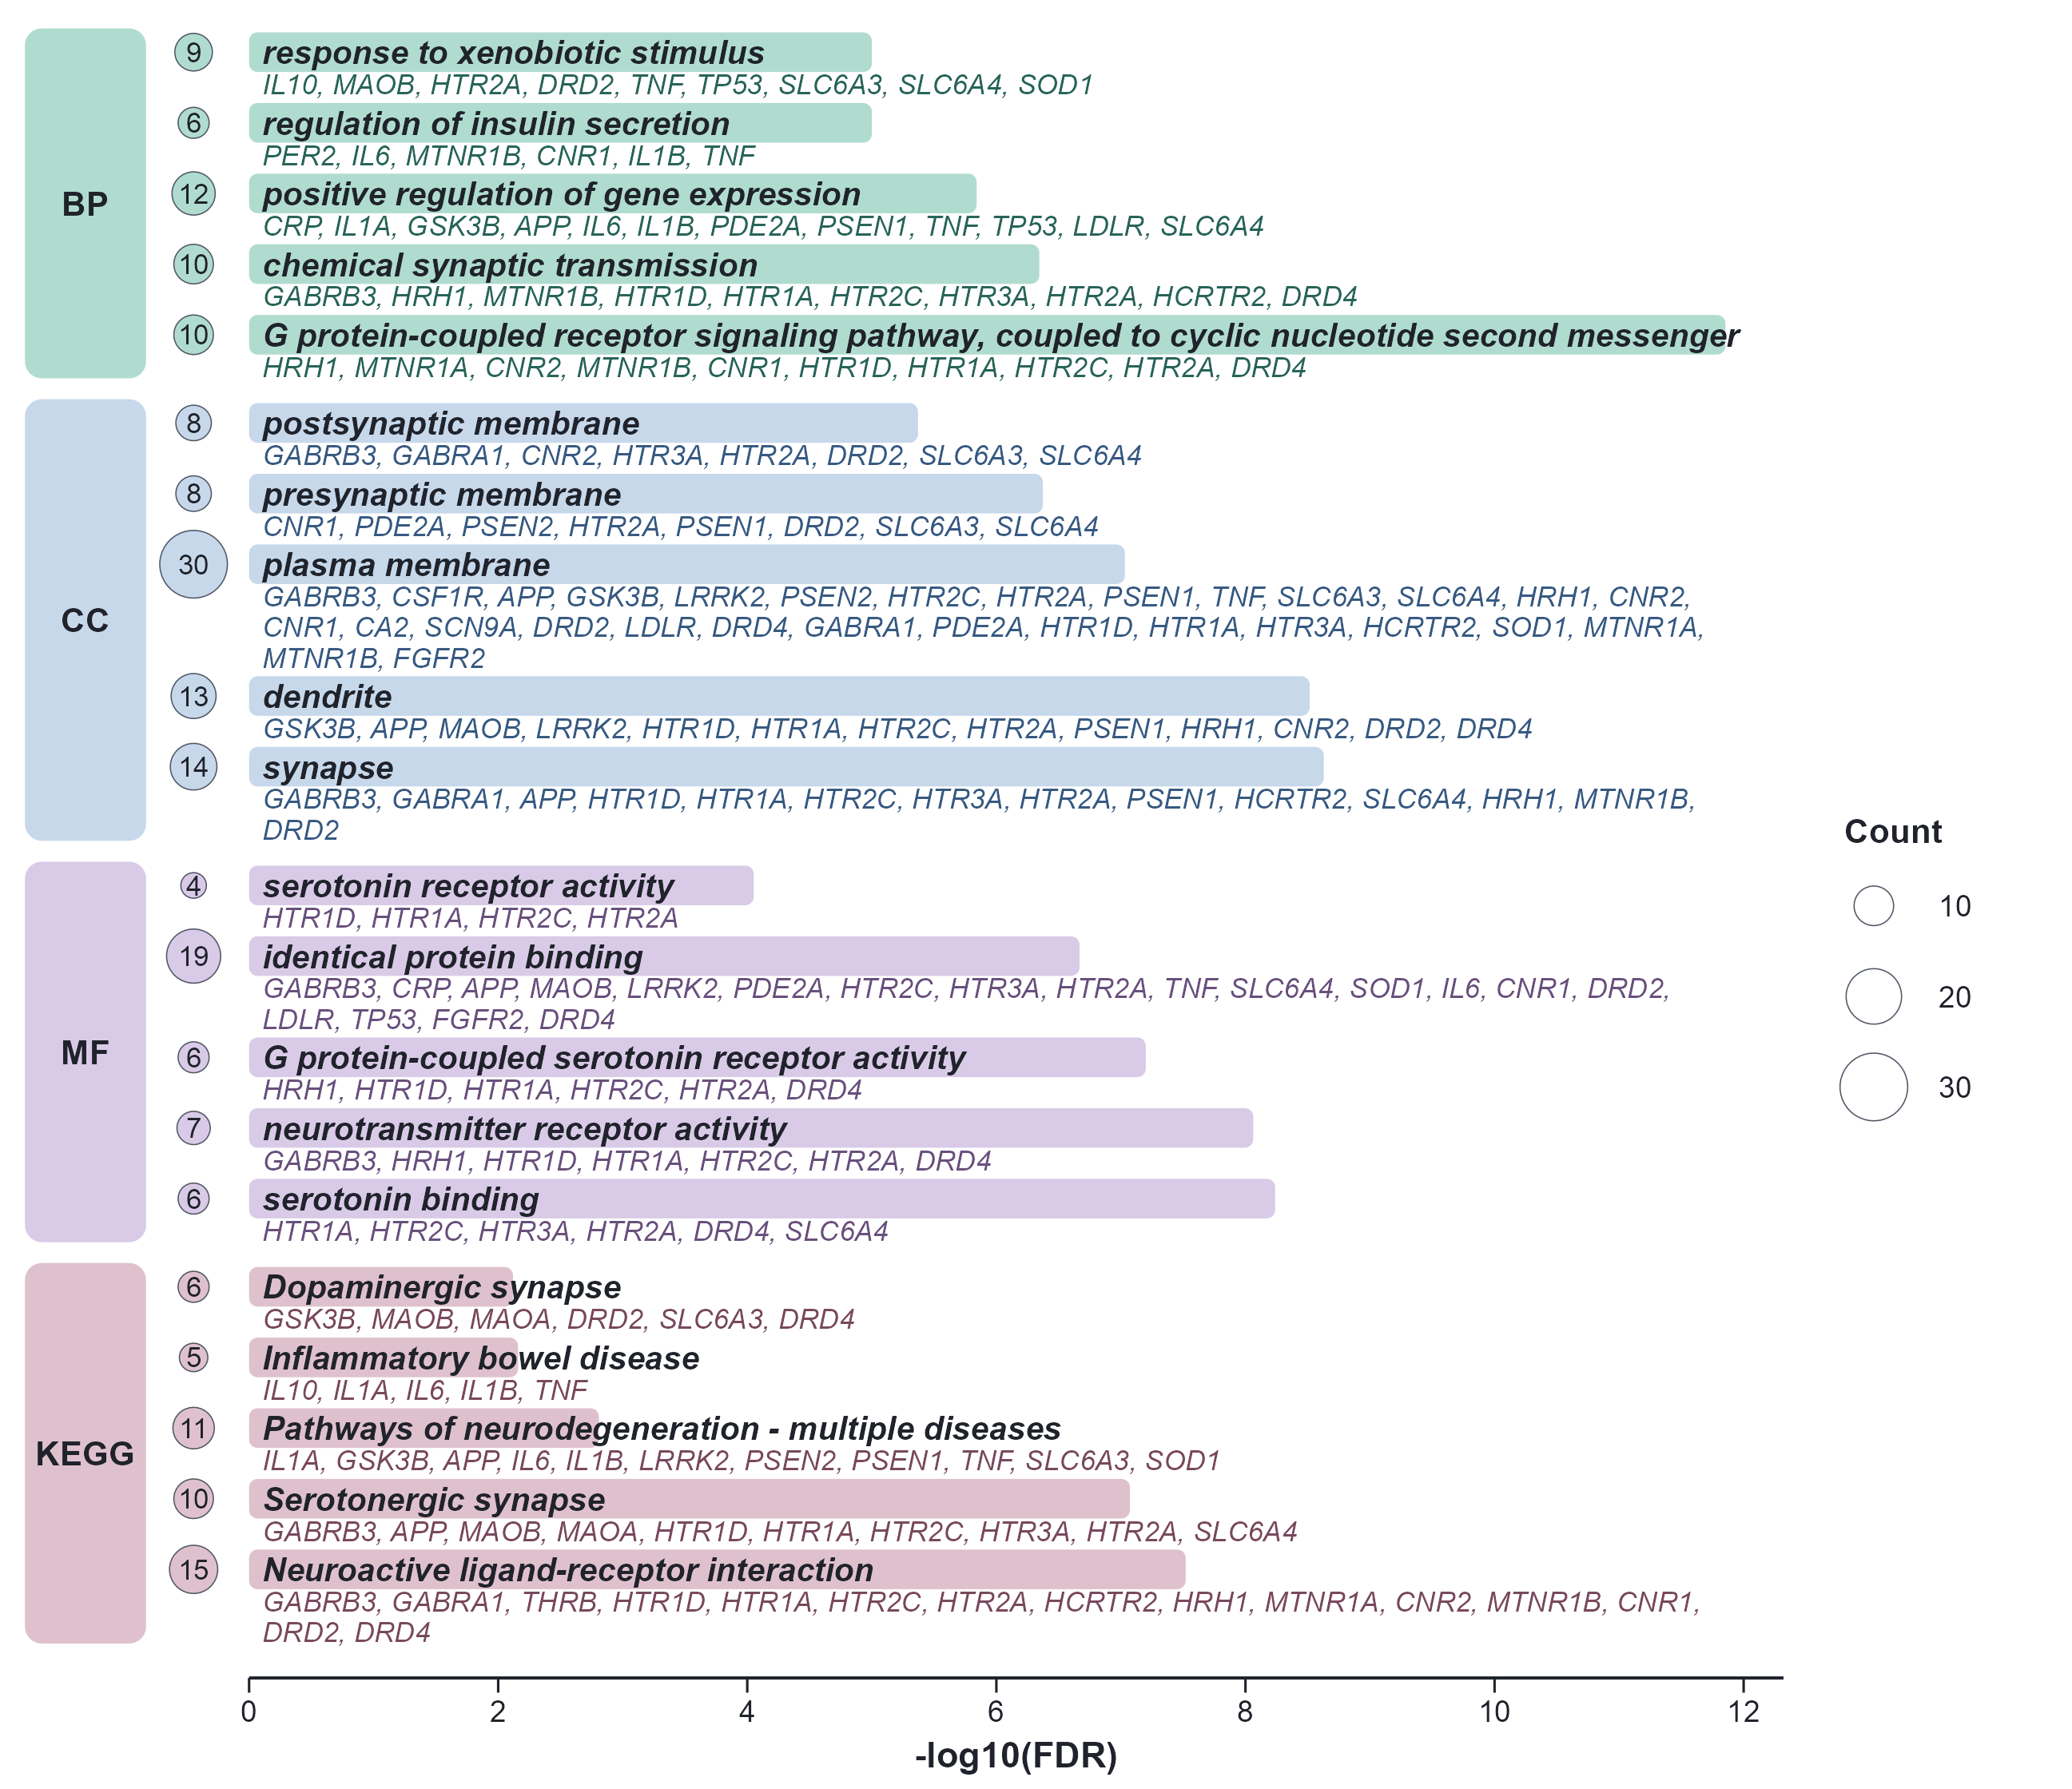 BP
9
response to xenobiotic stimulus
IL10, MAOB, HTR2A, DRD2, TNF, TP53, SLC6A3, SLC6A4, SOD1
6
regulation of insulin secretion
PER2, IL6, MTNR1B, CNR1, IL1B, TNF
12
positive regulation of gene expression
CRP, IL1A, GSK3B, APP, IL6, IL1B, PDE2A, PSEN1, TNF, TP53, LDLR, SLC6A4
10
chemical synaptic transmission
GABRB3, HRH1, MTNR1B, HTR1D, HTR1A, HTR2C, HTR3A, HTR2A, HCRTR2, DRD4
10
G protein-coupled receptor signaling pathway, coupled to cyclic nucleotide second messenger
HRH1, MTNR1A, CNR2, MTNR1B, CNR1, HTR1D, HTR1A, HTR2C, HTR2A, DRD4
CC
8
postsynaptic membrane
GABRB3, GABRA1, CNR2, HTR3A, HTR2A, DRD2, SLC6A3, SLC6A4
8
presynaptic membrane
CNR1, PDE2A, PSEN2, HTR2A, PSEN1, DRD2, SLC6A3, SLC6A4
30
plasma membrane
GABRB3, CSF1R, APP, GSK3B, LRRK2, PSEN2, HTR2C, HTR2A, PSEN1, TNF, SLC6A3, SLC6A4, HRH1, CNR2,
CNR1, CA2, SCN9A, DRD2, LDLR, DRD4, GABRA1, PDE2A, HTR1D, HTR1A, HTR3A, HCRTR2, SOD1, MTNR1A,
MTNR1B, FGFR2
13
dendrite
GSK3B, APP, MAOB, LRRK2, HTR1D, HTR1A, HTR2C, HTR2A, PSEN1, HRH1, CNR2, DRD2, DRD4
14
synapse
GABRB3, GABRA1, APP, HTR1D, HTR1A, HTR2C, HTR3A, HTR2A, PSEN1, HCRTR2, SLC6A4, HRH1, MTNR1B,
DRD2
MF
4
serotonin receptor activity
HTR1D, HTR1A, HTR2C, HTR2A
19
identical protein binding
GABRB3, CRP, APP, MAOB, LRRK2, PDE2A, HTR2C, HTR3A, HTR2A, TNF, SLC6A4, SOD1, IL6, CNR1, DRD2,
LDLR, TP53, FGFR2, DRD4
6
G protein-coupled serotonin receptor activity
HRH1, HTR1D, HTR1A, HTR2C, HTR2A, DRD4
7
neurotransmitter receptor activity
GABRB3, HRH1, HTR1D, HTR1A, HTR2C, HTR2A, DRD4
6
serotonin binding
HTR1A, HTR2C, HTR3A, HTR2A, DRD4, SLC6A4
KEGG
6
Dopaminergic synapse
GSK3B, MAOB, MAOA, DRD2, SLC6A3, DRD4
5
Inflammatory bowel disease
IL10, IL1A, IL6, IL1B, TNF
11
Pathways of neurodegeneration - multiple diseases
IL1A, GSK3B, APP, IL6, IL1B, LRRK2, PSEN2, PSEN1, TNF, SLC6A3, SOD1
10
Serotonergic synapse
GABRB3, APP, MAOB, MAOA, HTR1D, HTR1A, HTR2C, HTR3A, HTR2A, SLC6A4
15
Neuroactive ligand-receptor interaction
GABRB3, GABRA1, THRB, HTR1D, HTR1A, HTR2C, HTR2A, HCRTR2, HRH1, MTNR1A, CNR2, MTNR1B, CNR1,
DRD2, DRD4
0 2 4 6 8 10 12
-log10(FDR)
Count
10
20
30